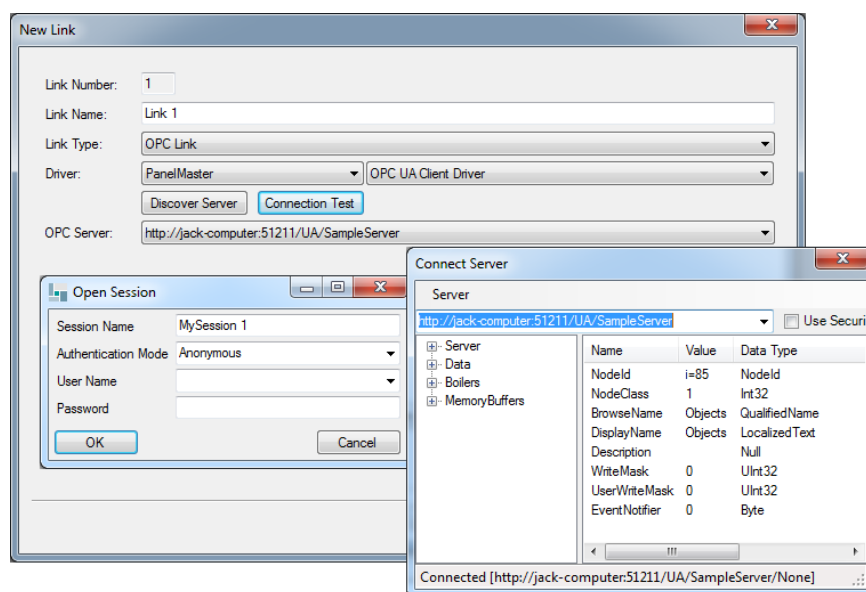 New Link
Link Number: 1
Link Name: Link 1
Link Type: OPC Link
Driver: PanelMaster OPC UA Client Driver
Discover Server Connection Test
OPC Server: http://jack-computer:51211/UA/SampleServer
Open Session
Session Name MySession 1
Authentication Mode Anonymous
User Name
Password
OK Cancel
Connect Server
Server
http://jack-computer:51211/UA/SampleServer Use Securi
Server
Data
Boilers
MemoryBuffers
Name Value Data Type
NodeId i=85 NodeId
NodeClass 1 Int32
BrowseName Objects QualifiedName
DisplayName Objects LocalizedText
Description Null
WriteMask 0 UInt32
UserWriteMask 0 UInt32
EventNotifier 0 Byte
Connected [http://jack-computer:51211/UA/SampleServer/None]